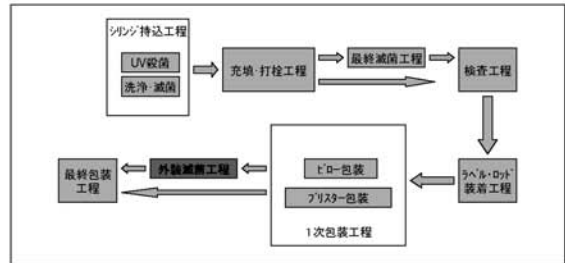 ｼﾘﾝｼﾞ持込工程
UV殺菌
洗浄･滅菌
充填･打栓工程
最終滅菌工程
検査工程
ﾗﾍﾞﾙ･ﾛｯﾄﾞ
装着工程
ﾋﾟﾛｰ包装
ﾌﾞﾘｽﾀｰ包装
1次包装工程
外装滅菌工程
最終包装
工程